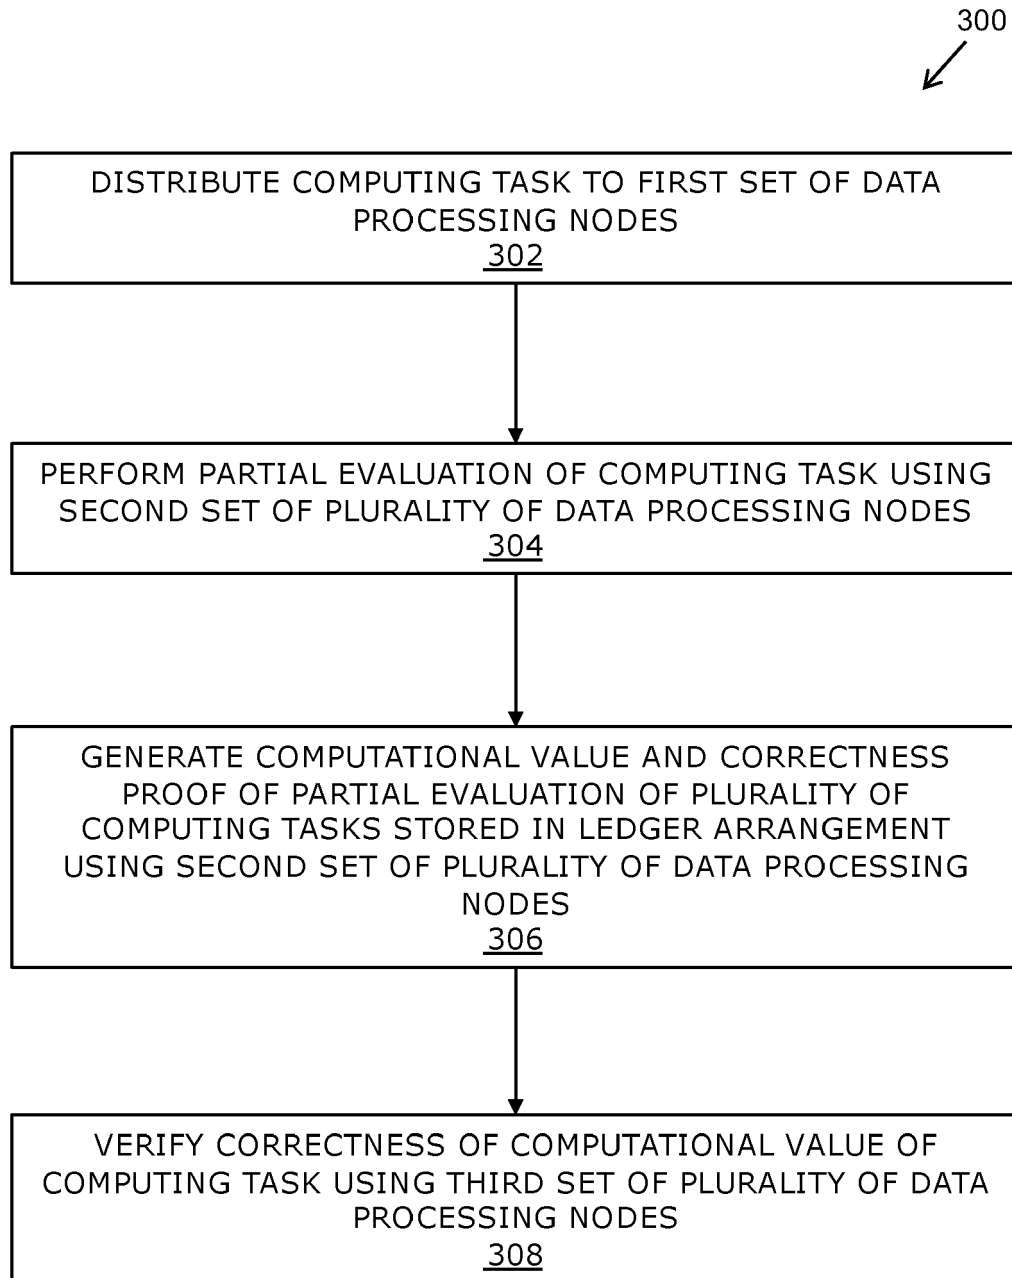 300
DISTRIBUTE COMPUTING TASK TO FIRST SET OF DATA
PROCESSING NODES
302
PERFORM PARTIAL EVALUATION OF COMPUTING TASK USING
SECOND SET OF PLURALITY OF DATA PROCESSING NODES
304
GENERATE COMPUTATIONAL VALUE AND CORRECTNESS
PROOF OF PARTIAL EVALUATION OF PLURALITY OF
COMPUTING TASKS STORED IN LEDGER ARRANGEMENT
USING SECOND SET OF PLURALITY OF DATA PROCESSING
NODES
306
VERIFY CORRECTNESS OF COMPUTATIONAL VALUE OF
COMPUTING TASK USING THIRD SET OF PLURALITY OF DATA
PROCESSING NODES
308